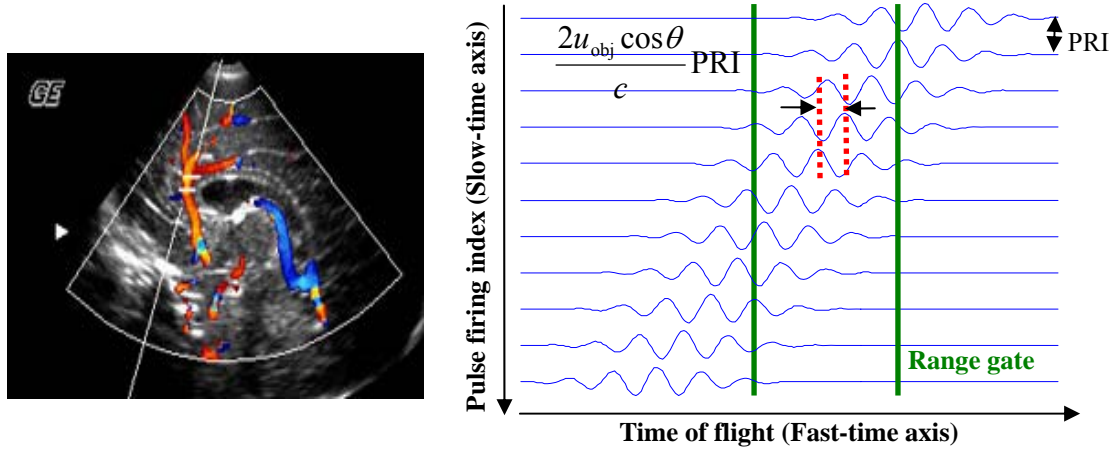 GE
2u_obj cosθ
PRI
c
PRI
Range gate
Pulse firing index (Slow-time axis)
Time of flight (Fast-time axis)